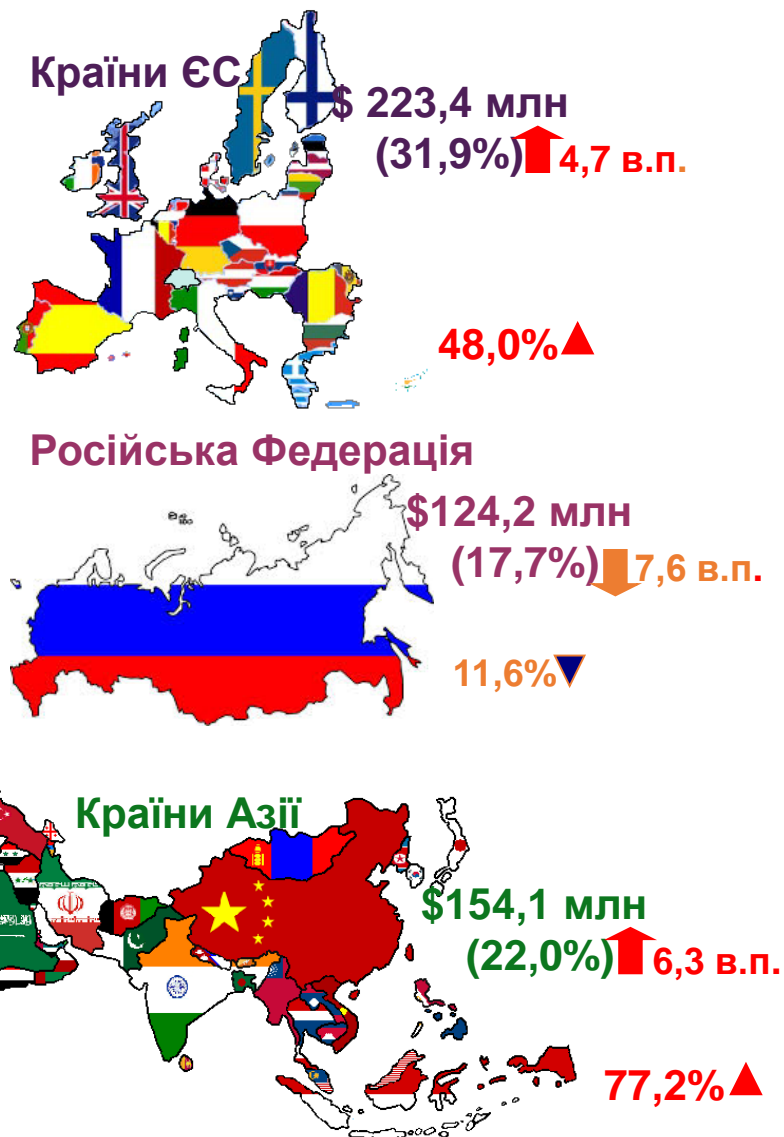 Країни ЄС
$ 223,4 млн
(31,9%) 4,7 в.п.
48,0%
Російська Федерація
$124,2 млн
(17,7%) 7,6 в.п.
11,6%
Країни Азії
$154,1 млн
(22,0%) 6,3 в.п.
77,2%